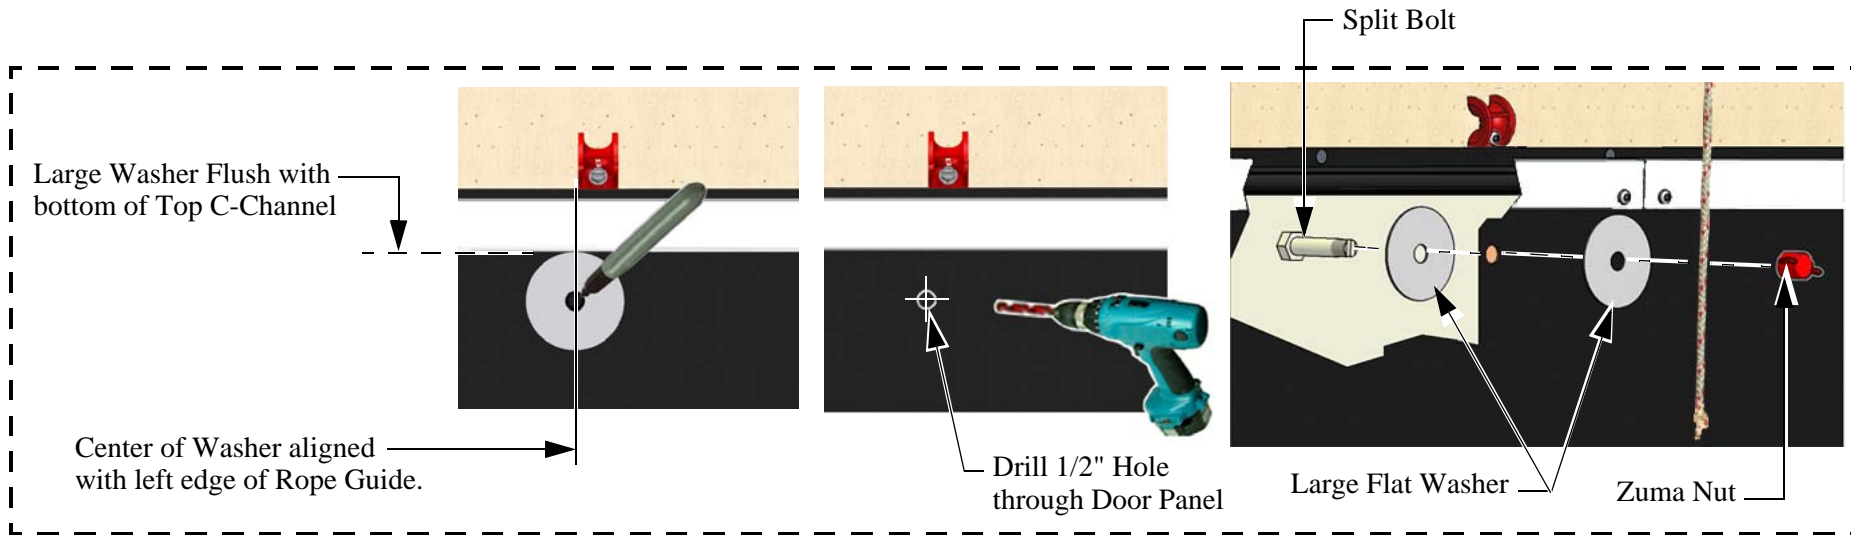 Split Bolt
Large Washer Flush with
bottom of Top C-Channel
Center of Washer aligned
with left edge of Rope Guide.
Drill 1/2" Hole
through Door Panel
Large Flat Washer
Zuma Nut